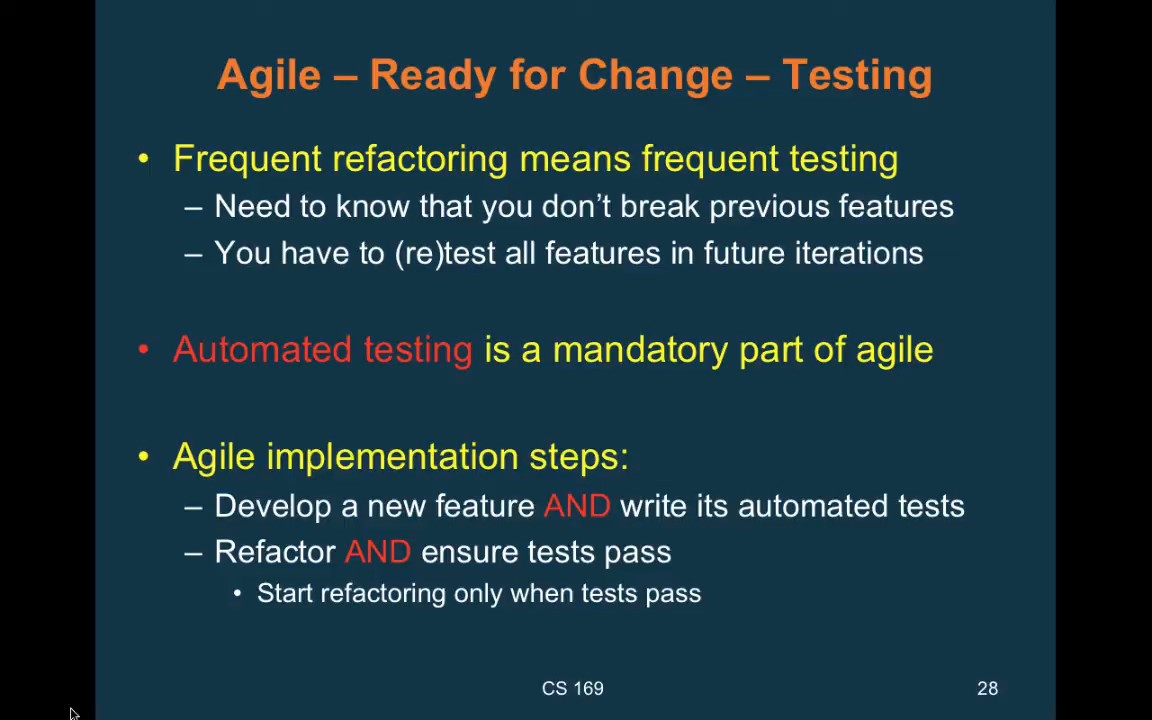 Agile – Ready for Change – Testing
• Frequent refactoring means frequent testing
– Need to know that you don’t break previous features
– You have to (re)test all features in future iterations
• Automated testing is a mandatory part of agile
• Agile implementation steps:
– Develop a new feature AND write its automated tests
– Refactor AND ensure tests pass
• Start refactoring only when tests pass
CS 169
28